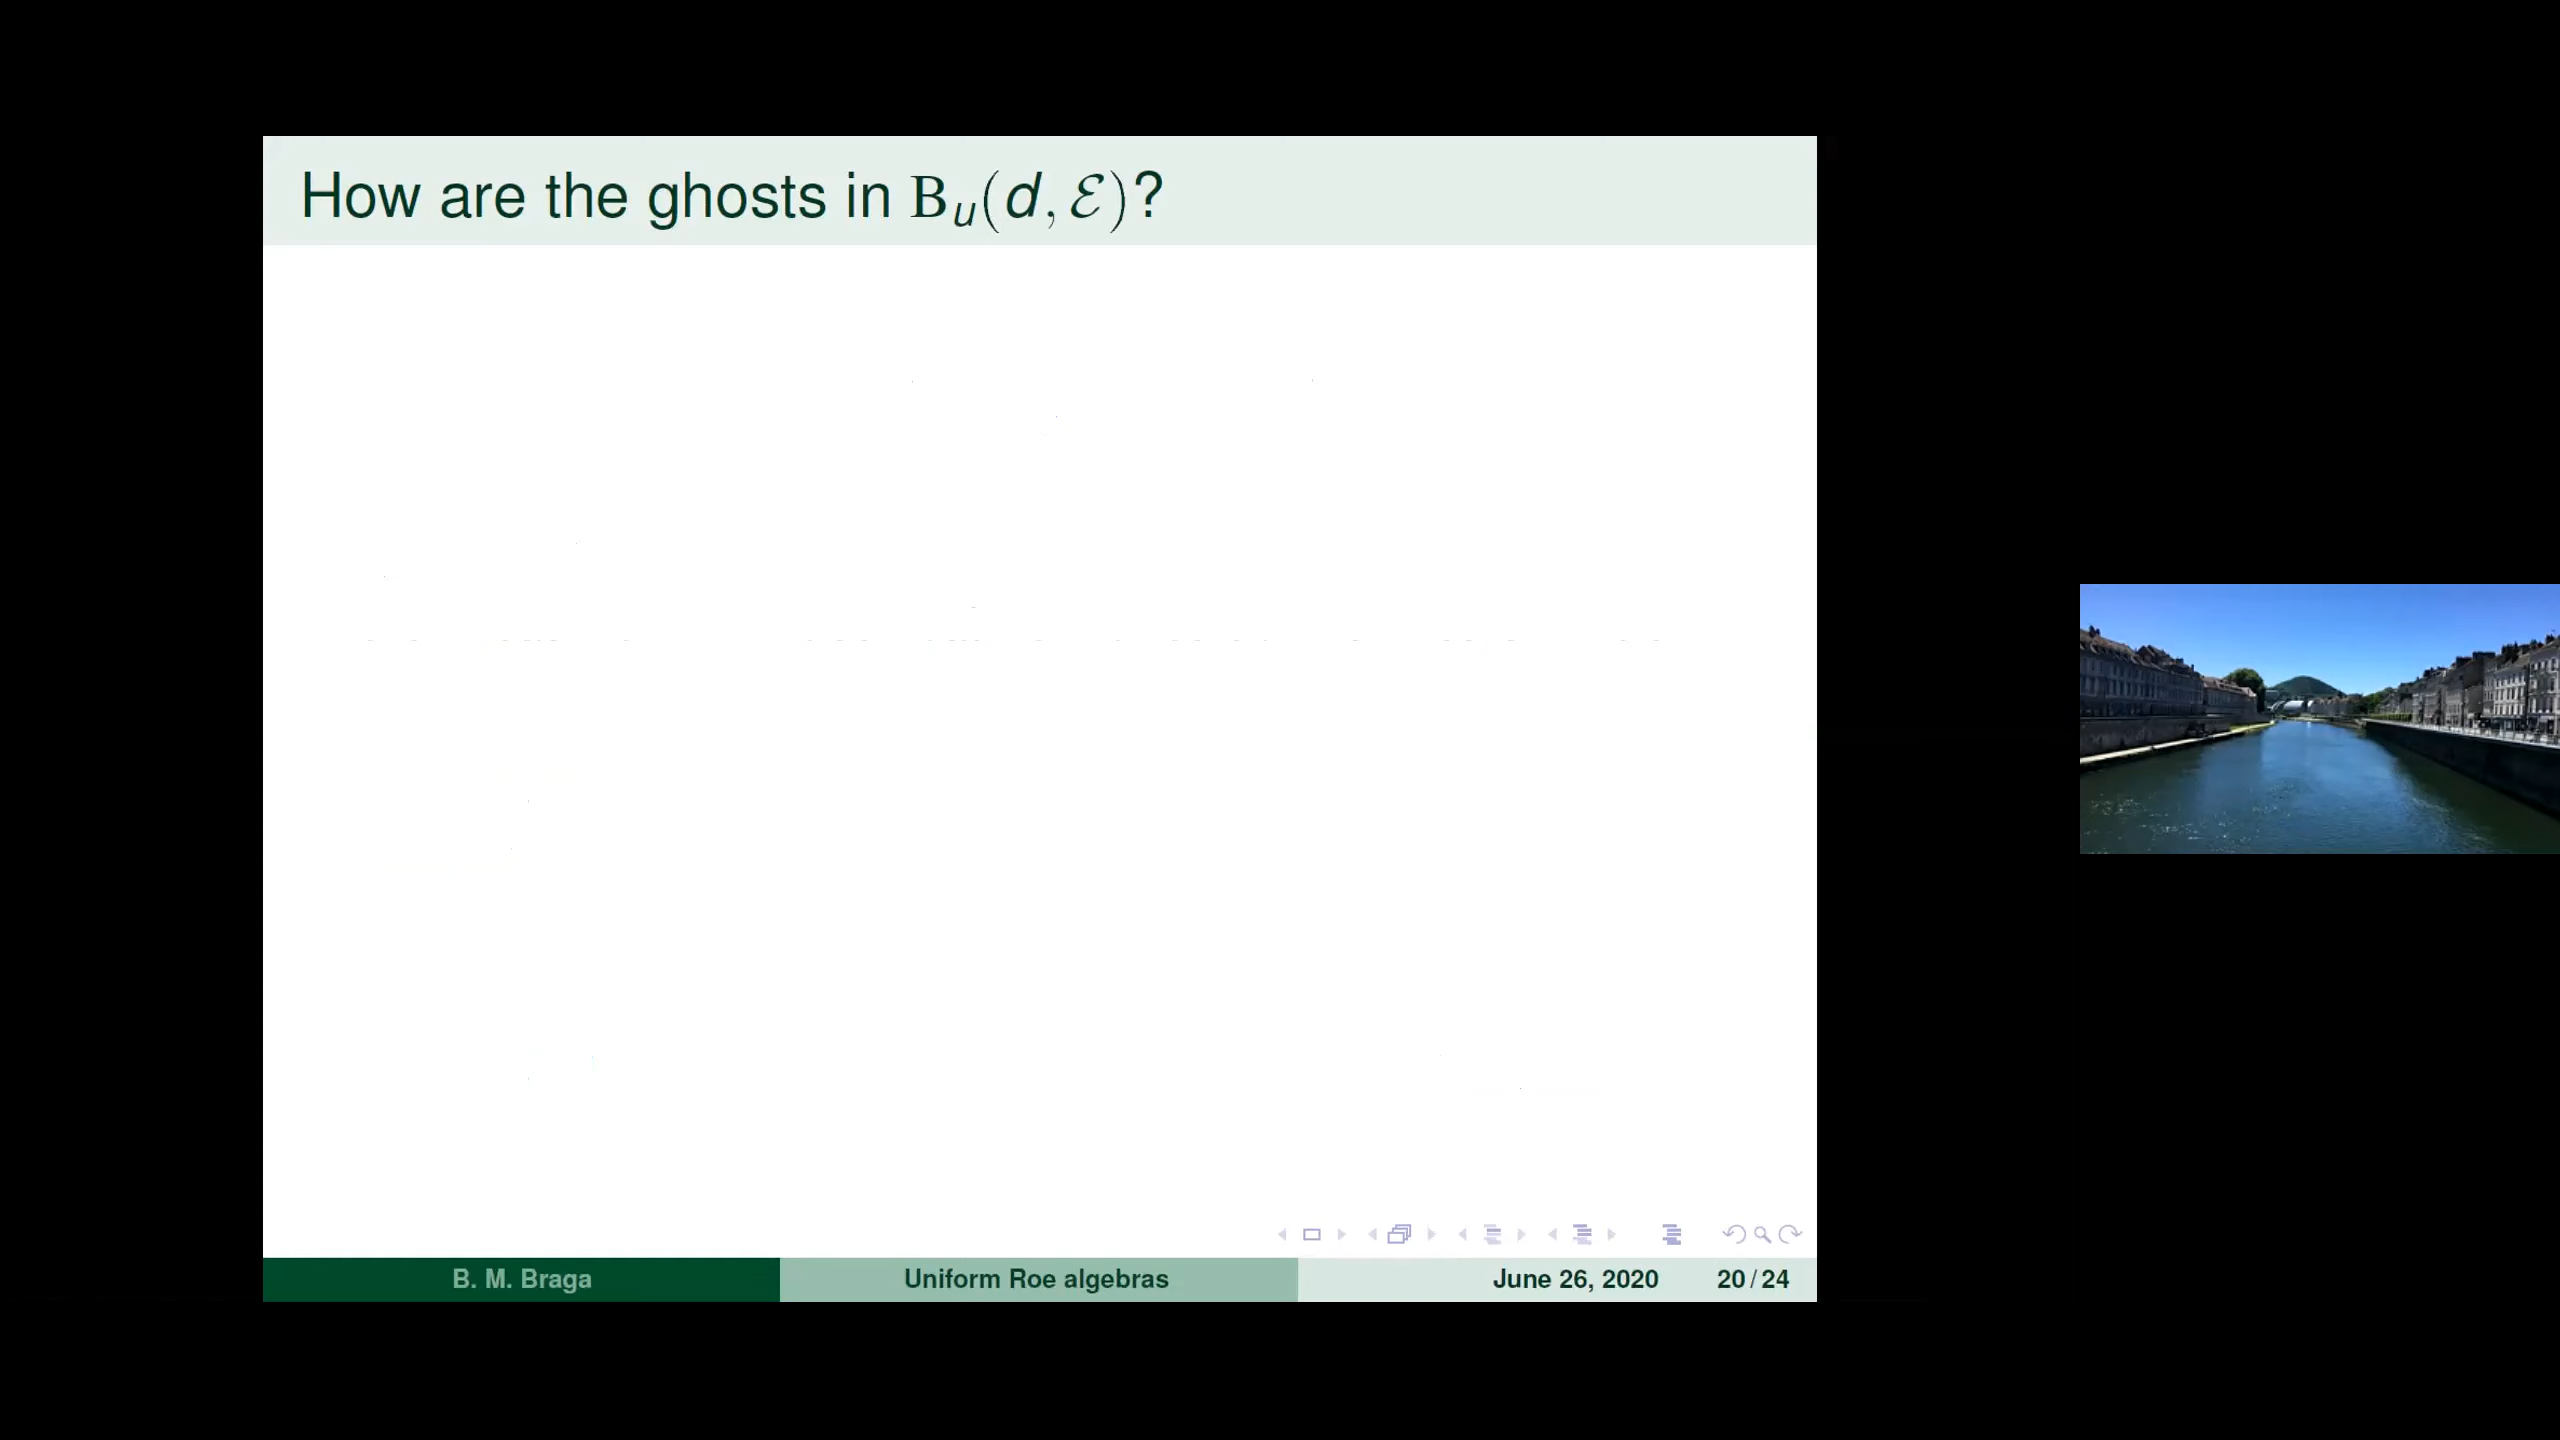 How are the ghosts in B_u(d, ℰ)?
B. M. Braga
Uniform Roe algebras
June 26, 2020
20 / 24